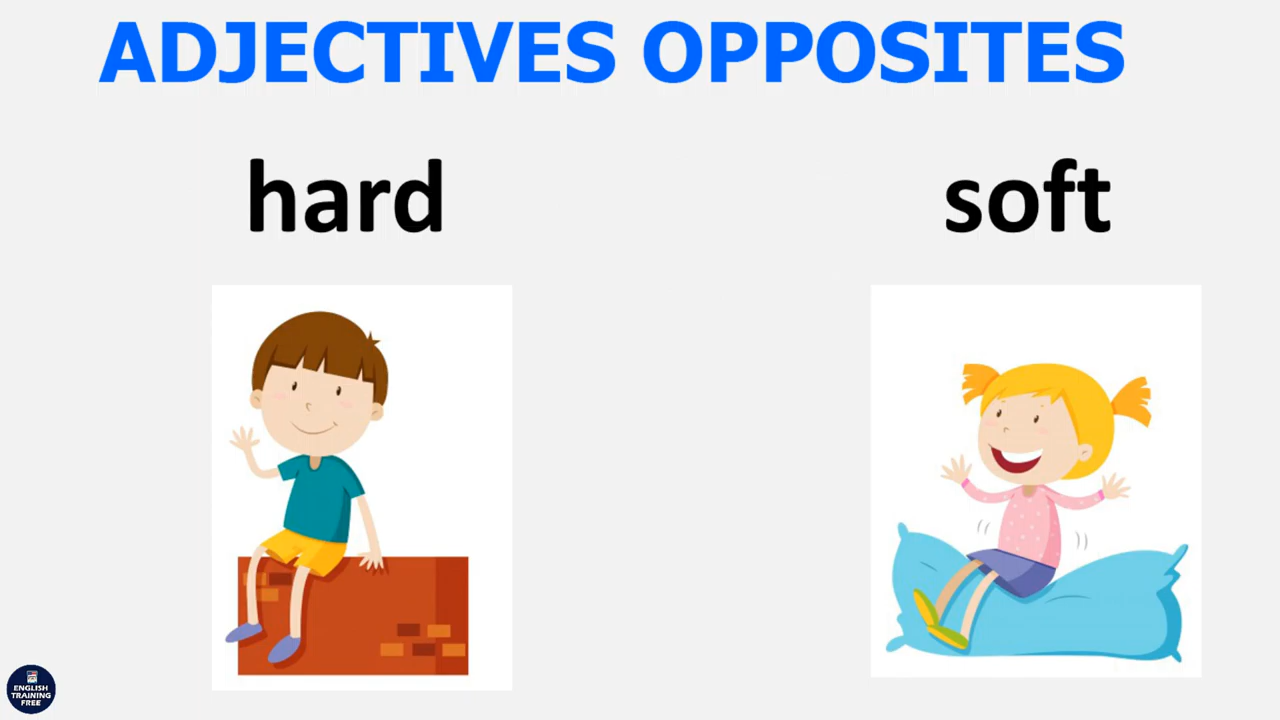 ADJECTIVES OPPOSITES
hard
soft
ENGLISH
TRAINING
FREE